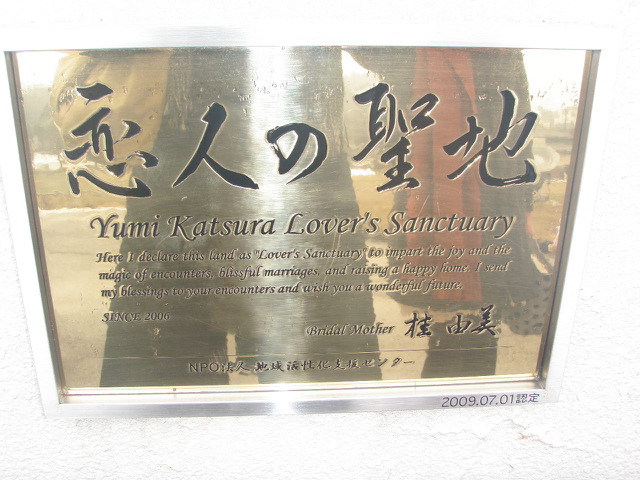 恋人の聖地
Yumi Katsura Lover's Sanctuary
Here I declare this land as "Lover's Sanctuary" to impart the joy and the
magic of encounters, blissful marriages, and raising a happy home. I send
my blessings to your encounters and wish you a wonderful future.
SINCE 2006
Bridal Mother 桂 由美
NPO法人 地域活性化支援センター
2009.07.01認定